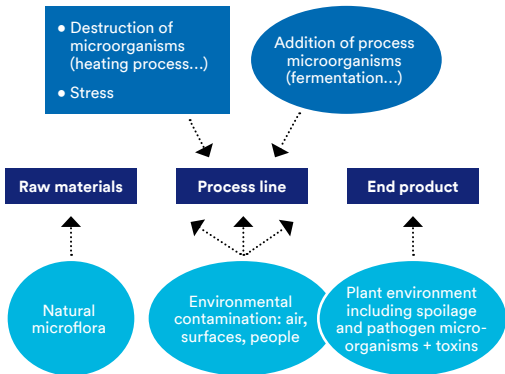 ● Destruction of
microorganisms
(heating process...)
● Stress
Addition of process
microorganisms
(fermentation...)
Raw materials
Process line
End product
Natural
microflora
Environmental
contamination: air,
surfaces, people
Plant environment
including spoilage
and pathogen micro-
organisms + toxins